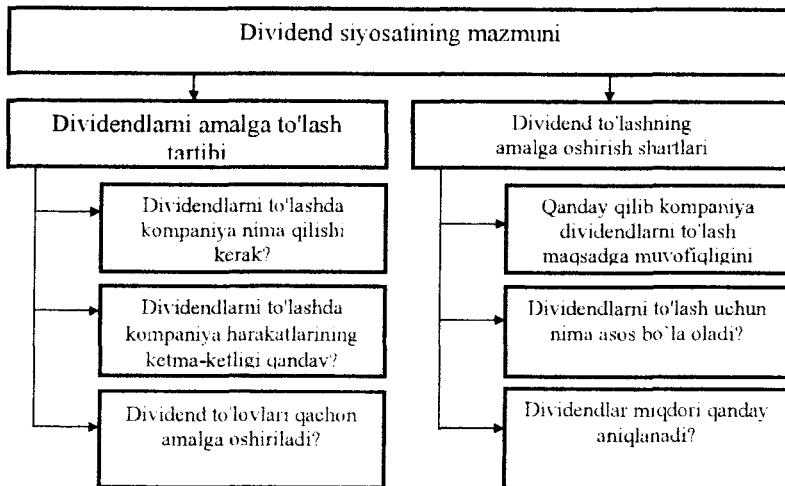 Dividend siyosatining mazmuni
Dividendlarni amalga to'lash
tartibi
Dividendlarni to'lashda
kompaniya nima qilishi
kerak?
Dividendlarni to'lashda
kompaniya harakatlarining
ketma-ketligi qanday?
Dividend to'lovlari qachon
amalga oshiriladi?
Dividend to'lashning
amalga oshirish shartlari
Qanday qilib kompaniya
dividendlarni to'lash
maqsadga muvofiqligini
Dividendlarni to'lash uchun
nima asos bo`la oladi?
Dividendlar miqdori qanday
aniqlanadi?